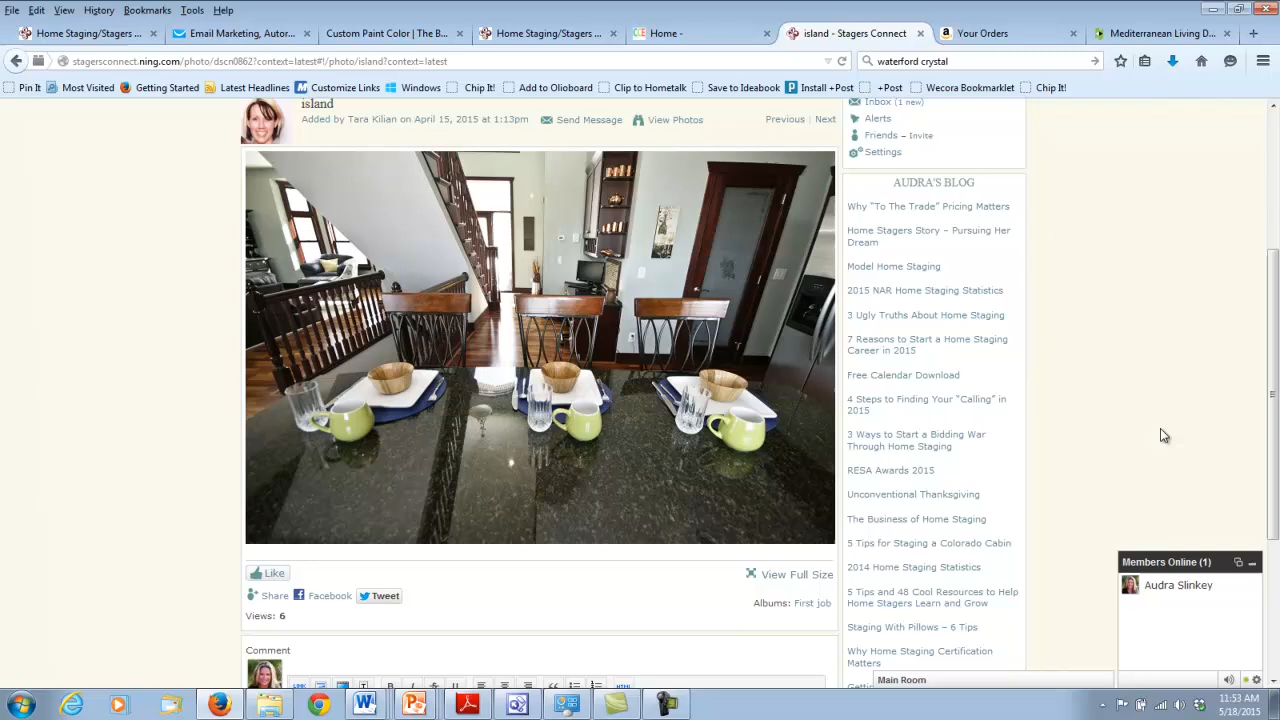 File Edit View History Bookmarks Tools Help
Home Staging/Stagers ...
Email Marketing, Autor...
Custom Paint Color | The B...
Home Staging/Stagers ...
Home -
island - Stagers Connect
Your Orders
Mediterranean Living D...
stagersconnect.ning.com/photo/dscn0862?context=latest#!/photo/island?context=latest
waterford crystal
Pin It Most Visited Getting Started Latest Headlines Customize Links Windows Chip It! Add to Olioboard Clip to Hometalk Save to Ideabook Install +Post +Post Wecora Bookmarklet Chip It!
island
Added by Tara Kilian on April 15, 2015 at 1:13pm Send Message View Photos Previous | Next
Like
View Full Size
Share Facebook Tweet
Albums: First job
Views: 6
Comment
LINK
HTML
Inbox (1 new)
Alerts
Friends – Invite
Settings
AUDRA'S BLOG
Why "To The Trade" Pricing Matters
Home Stagers Story – Pursuing Her
Dream
Model Home Staging
2015 NAR Home Staging Statistics
3 Ugly Truths About Home Staging
7 Reasons to Start a Home Staging
Career in 2015
Free Calendar Download
4 Steps to Finding Your "Calling" in
2015
3 Ways to Start a Bidding War
Through Home Staging
RESA Awards 2015
Unconventional Thanksgiving
The Business of Home Staging
5 Tips for Staging a Colorado Cabin
2014 Home Staging Statistics
5 Tips and 48 Cool Resources to Help
Home Stagers Learn and Grow
Staging With Pillows – 6 Tips
Why Home Staging Certification
Matters
Members Online (1)
Audra Slinkey
Main Room
11:53 AM
5/18/2015